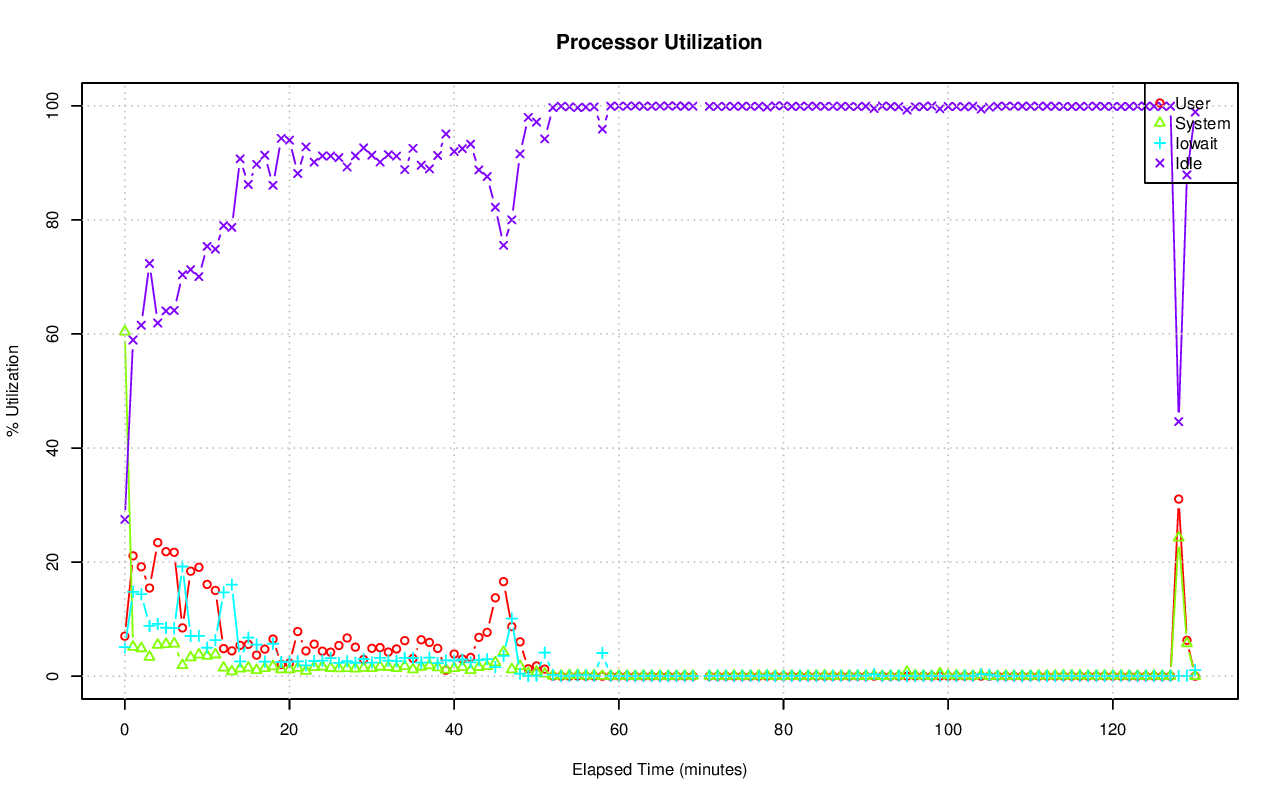 Processor Utilization
% Utilization
100
80
60
40
20
0
User
System
Iowait
Idle
0 20 40 60 80 100 120
Elapsed Time (minutes)